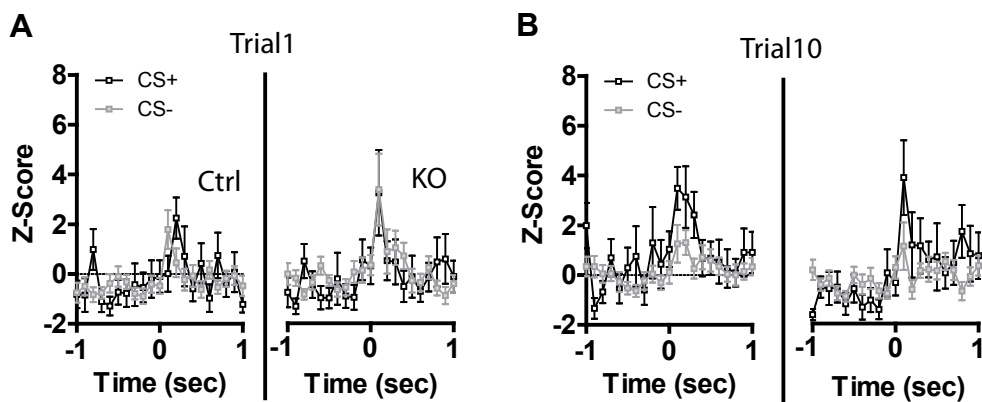 A
Trial1
CS+
CS-
Ctrl
KO
Z-Score
8
6
4
2
0
-2
-1
0
1
-1
0
1
Time (sec)
Time (sec)
B
Trial10
CS+
CS-
Z-Score
8
6
4
2
0
-2
-1
0
1
-1
0
1
Time (sec)
Time (sec)